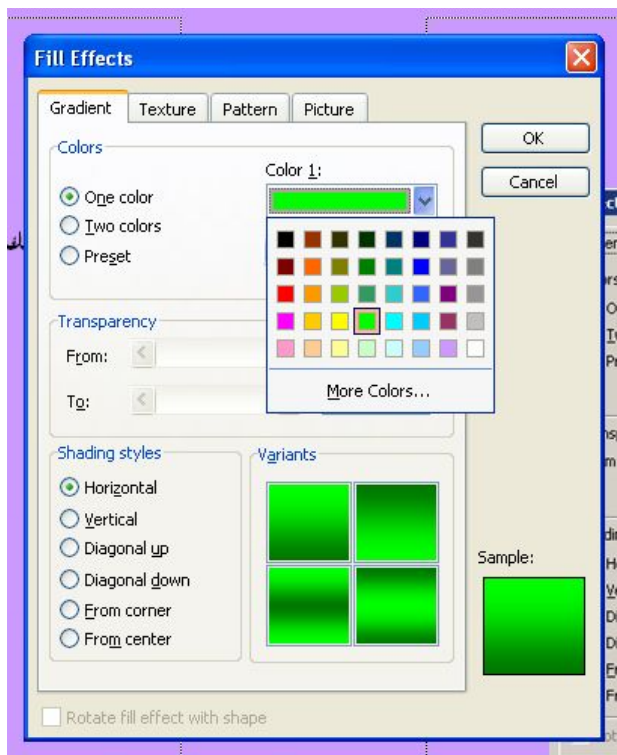 Fill Effects
Gradient Texture Pattern Picture
Colors
Color 1:
One color
Two colors
Preset
OK
Cancel
More Colors...
Transparency
From:
To:
Shading styles
Horizontal
Vertical
Diagonal up
Diagonal down
From corner
From center
Variants
Sample:
Rotate fill effect with shape